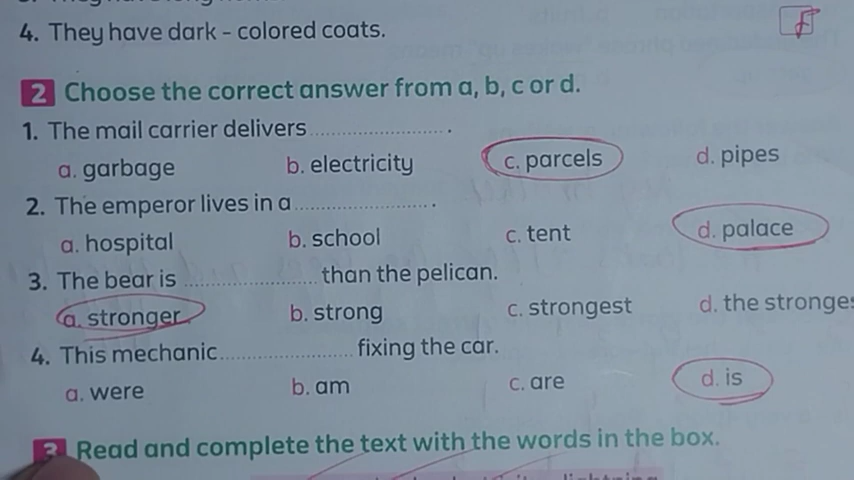 4. They have dark - colored coats.
2 Choose the correct answer from a, b, c or d.
1. The mail carrier delivers ........................ .
a. garbage b. electricity c. parcels d. pipes
2. The emperor lives in a ........................ .
a. hospital b. school c. tent d. palace
3. The bear is ........................ than the pelican.
a. stronger b. strong c. strongest d. the stronges
4. This mechanic ........................ fixing the car.
a. were b. am c. are d. is
3 Read and complete the text with the words in the box.
lightning